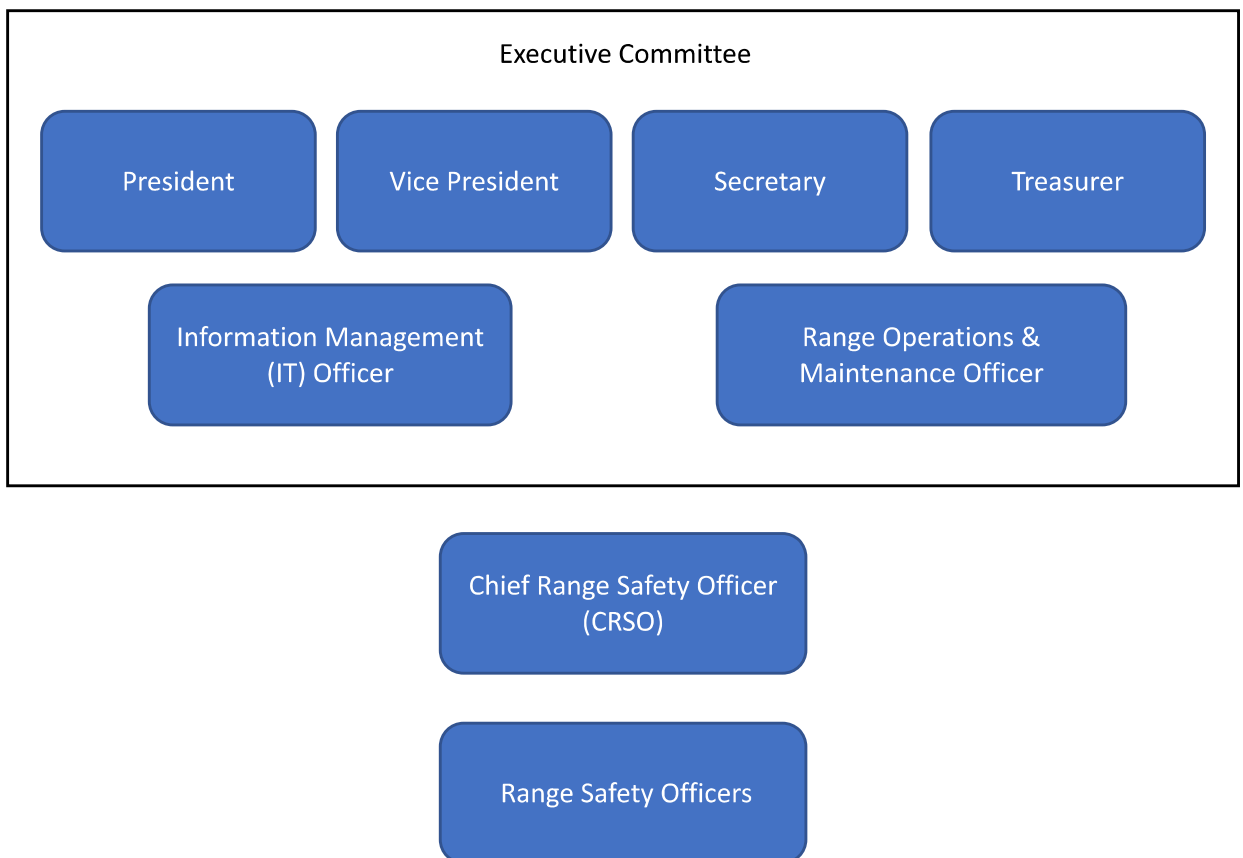 Executive Committee
President
Vice President
Secretary
Treasurer
Information Management
(IT) Officer
Range Operations &
Maintenance Officer
Chief Range Safety Officer
(CRSO)
Range Safety Officers